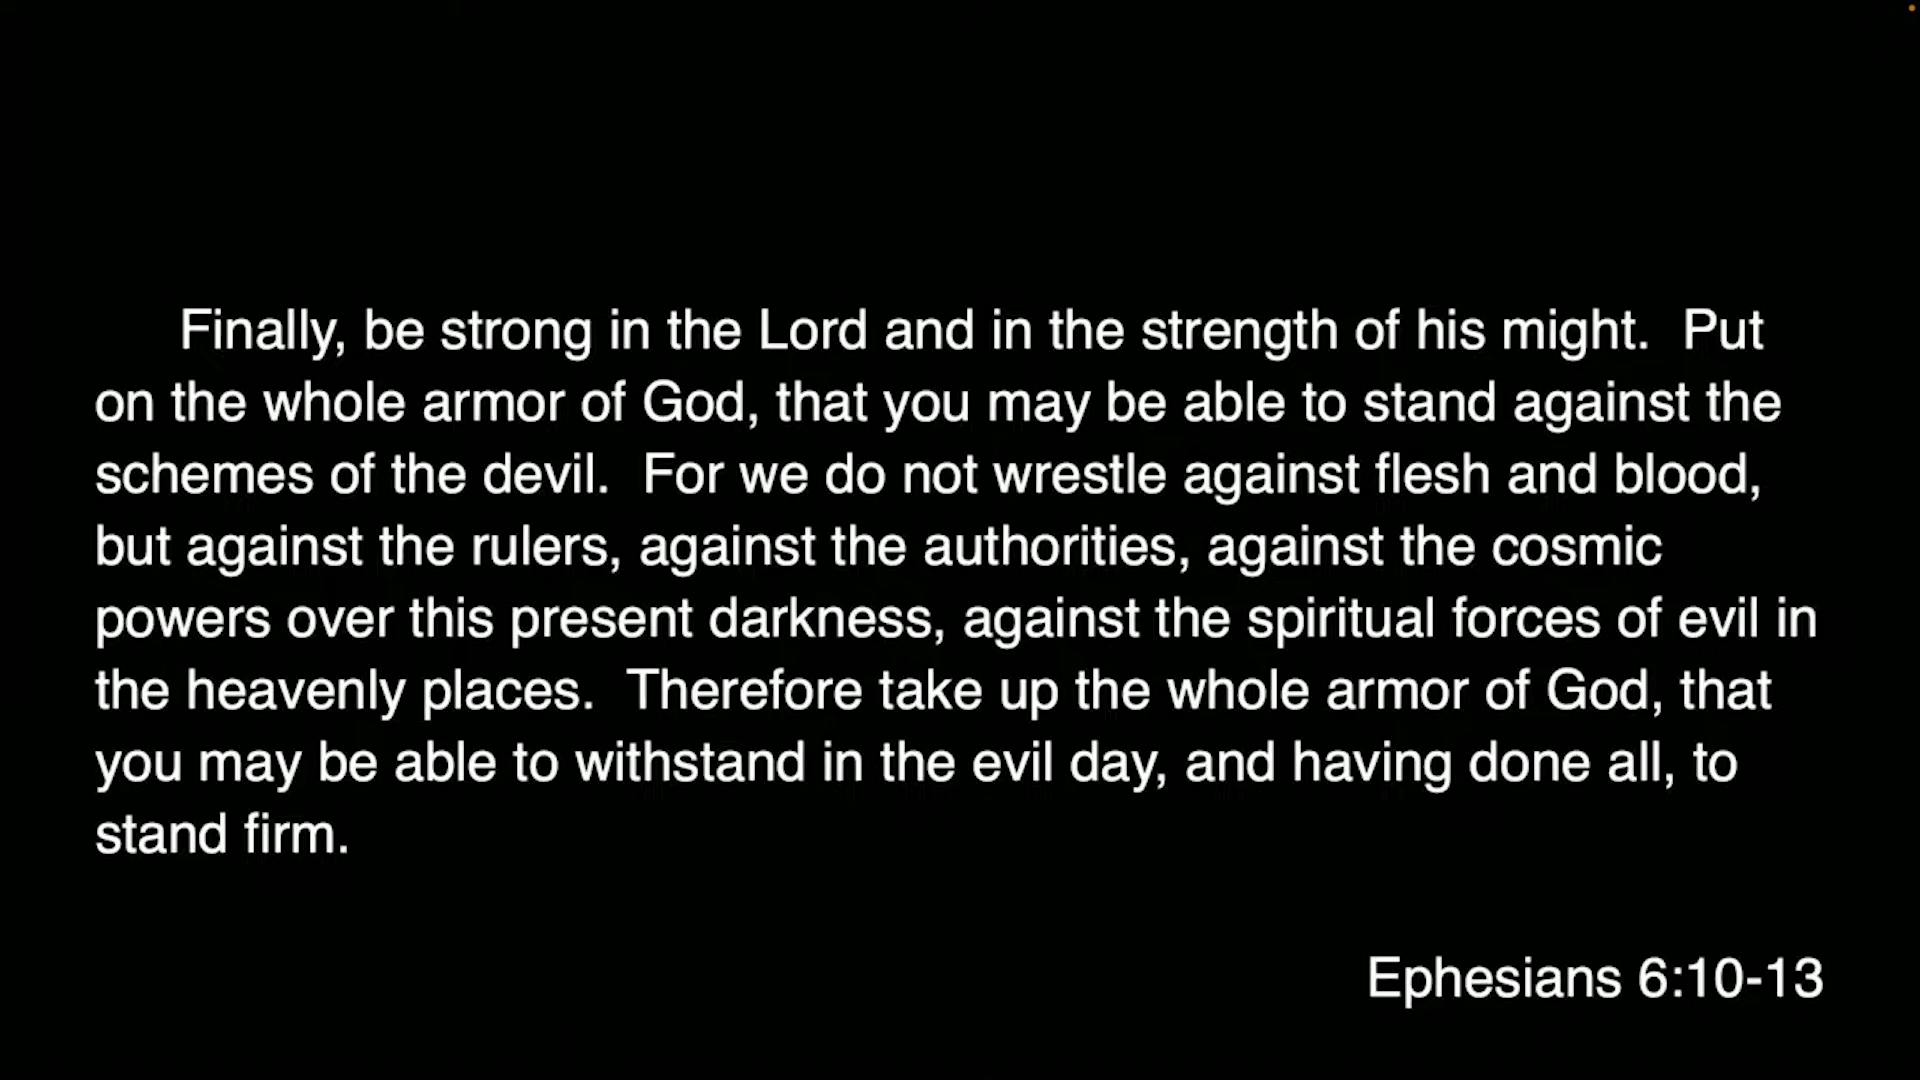 Finally, be strong in the Lord and in the strength of his might.  Put
on the whole armor of God, that you may be able to stand against the
schemes of the devil.  For we do not wrestle against flesh and blood,
but against the rulers, against the authorities, against the cosmic
powers over this present darkness, against the spiritual forces of evil in
the heavenly places.  Therefore take up the whole armor of God, that
you may be able to withstand in the evil day, and having done all, to
stand firm.
Ephesians 6:10-13